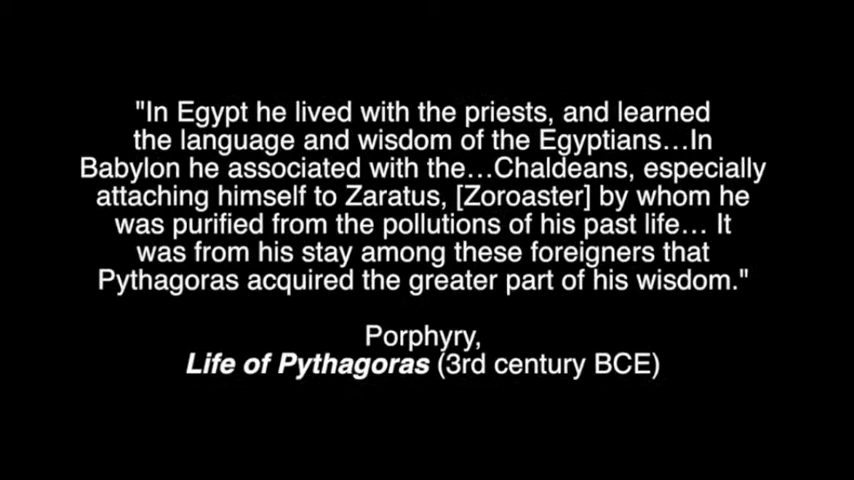 "In Egypt he lived with the priests, and learned
the language and wisdom of the Egyptians…In
Babylon he associated with the…Chaldeans, especially
attaching himself to Zaratus, [Zoroaster] by whom he
was purified from the pollutions of his past life… It
was from his stay among these foreigners that
Pythagoras acquired the greater part of his wisdom."
Porphyry,
Life of Pythagoras (3rd century BCE)